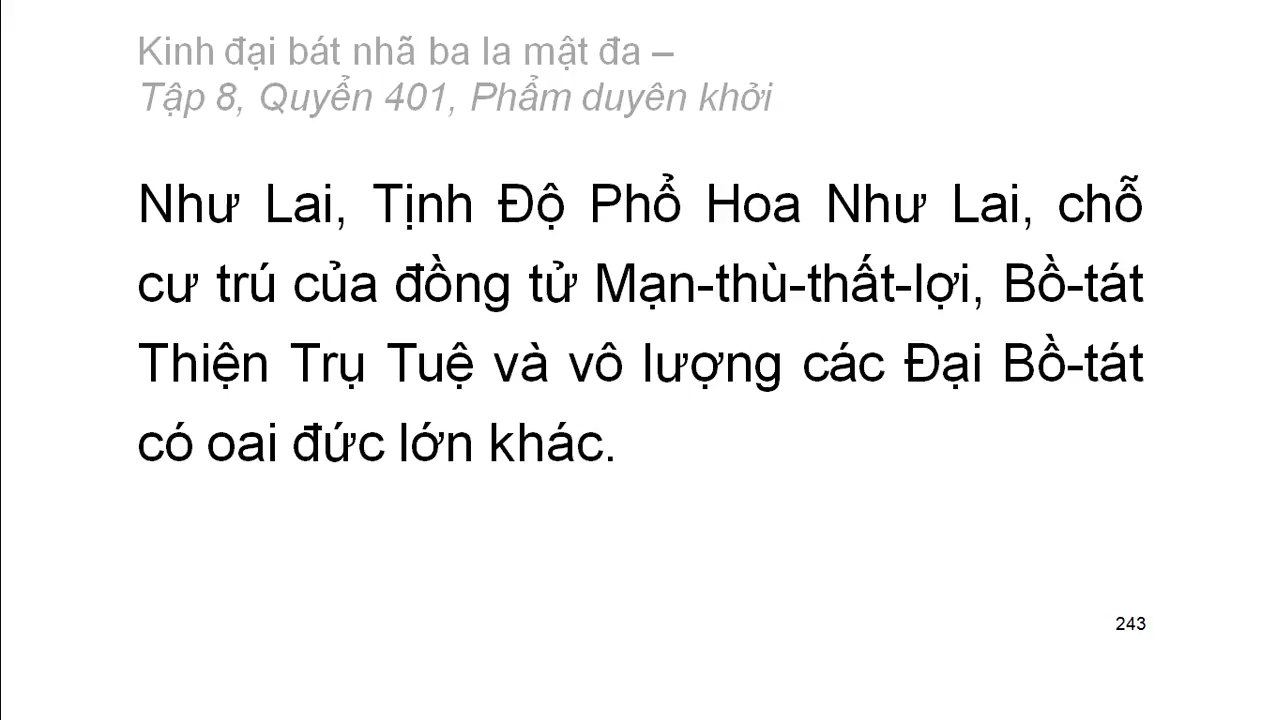 Kinh đại bát nhã ba la mật đa –
Tập 8, Quyển 401, Phẩm duyên khởi
Như Lai, Tịnh Độ Phổ Hoa Như Lai, chỗ
cư trú của đồng tử Mạn-thù-thất-lợi, Bồ-tát
Thiện Trụ Tuệ và vô lượng các Đại Bồ-tát
có oai đức lớn khác.
243